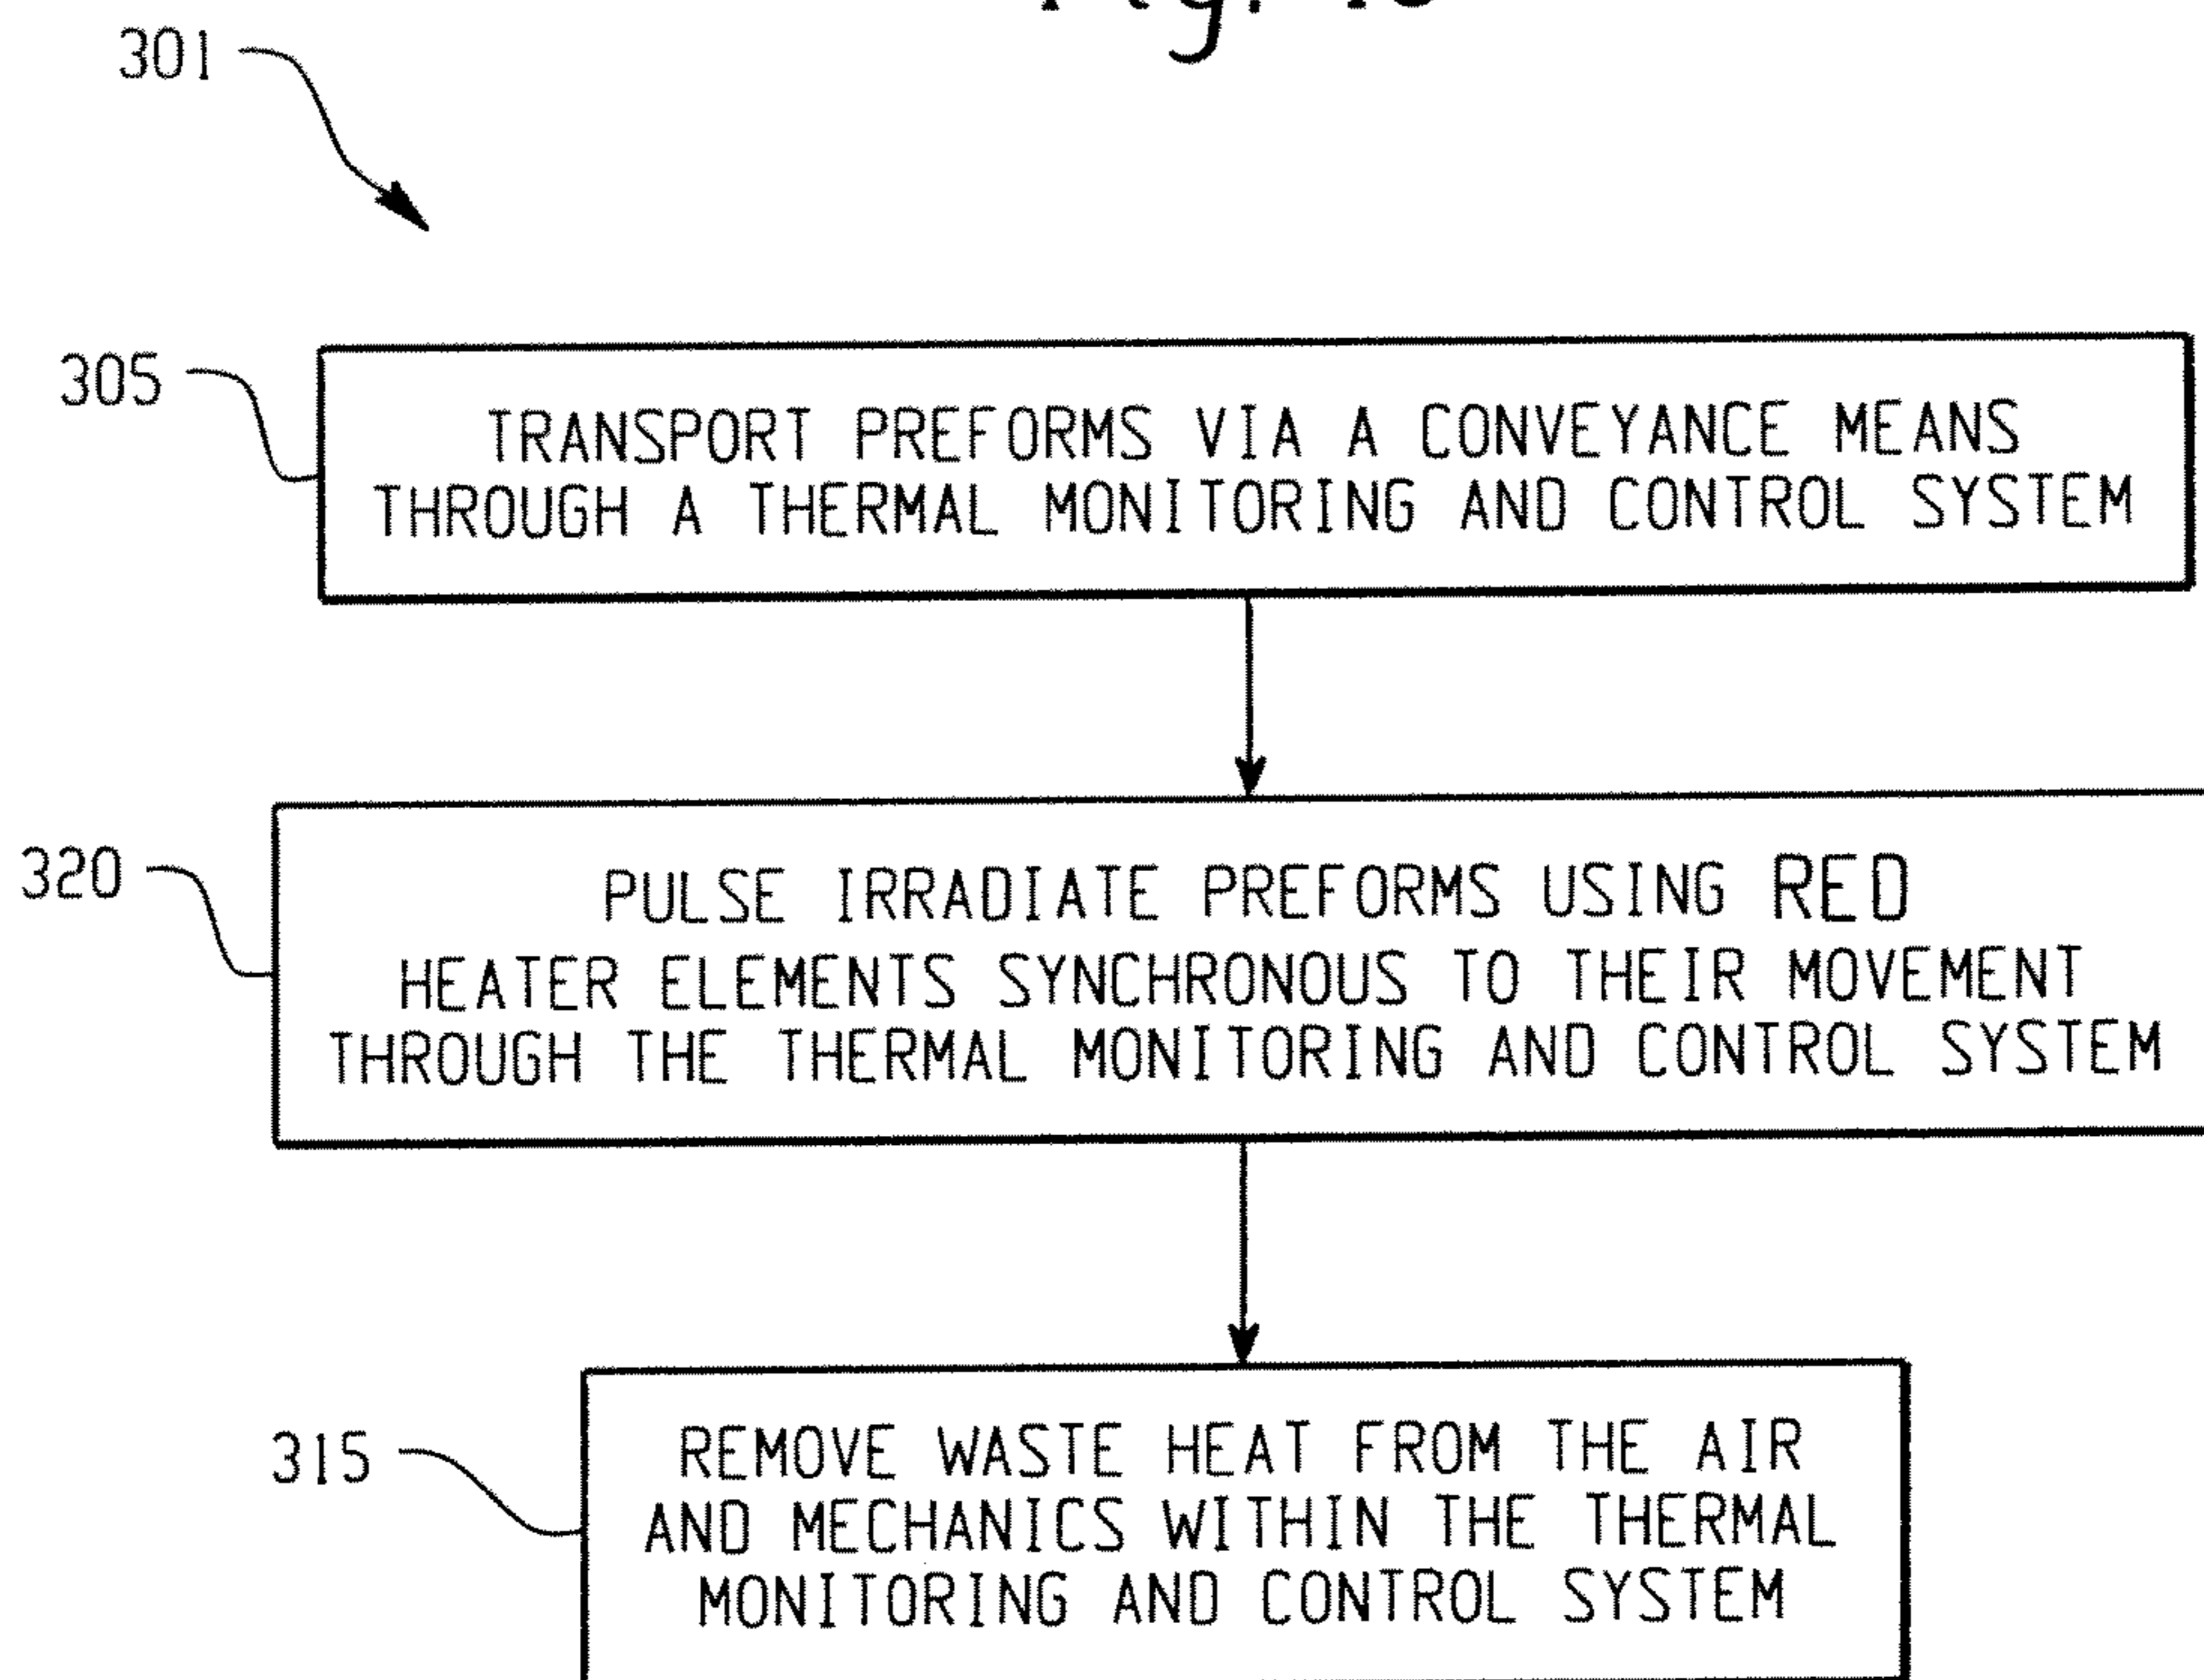 301
305
TRANSPORT PREFORMS VIA A CONVEYANCE MEANS
THROUGH A THERMAL MONITORING AND CONTROL SYSTEM
320
PULSE IRRADIATE PREFORMS USING RED
HEATER ELEMENTS SYNCHRONOUS TO THEIR MOVEMENT
THROUGH THE THERMAL MONITORING AND CONTROL SYSTEM
315
REMOVE WASTE HEAT FROM THE AIR
AND MECHANICS WITHIN THE THERMAL
MONITORING AND CONTROL SYSTEM